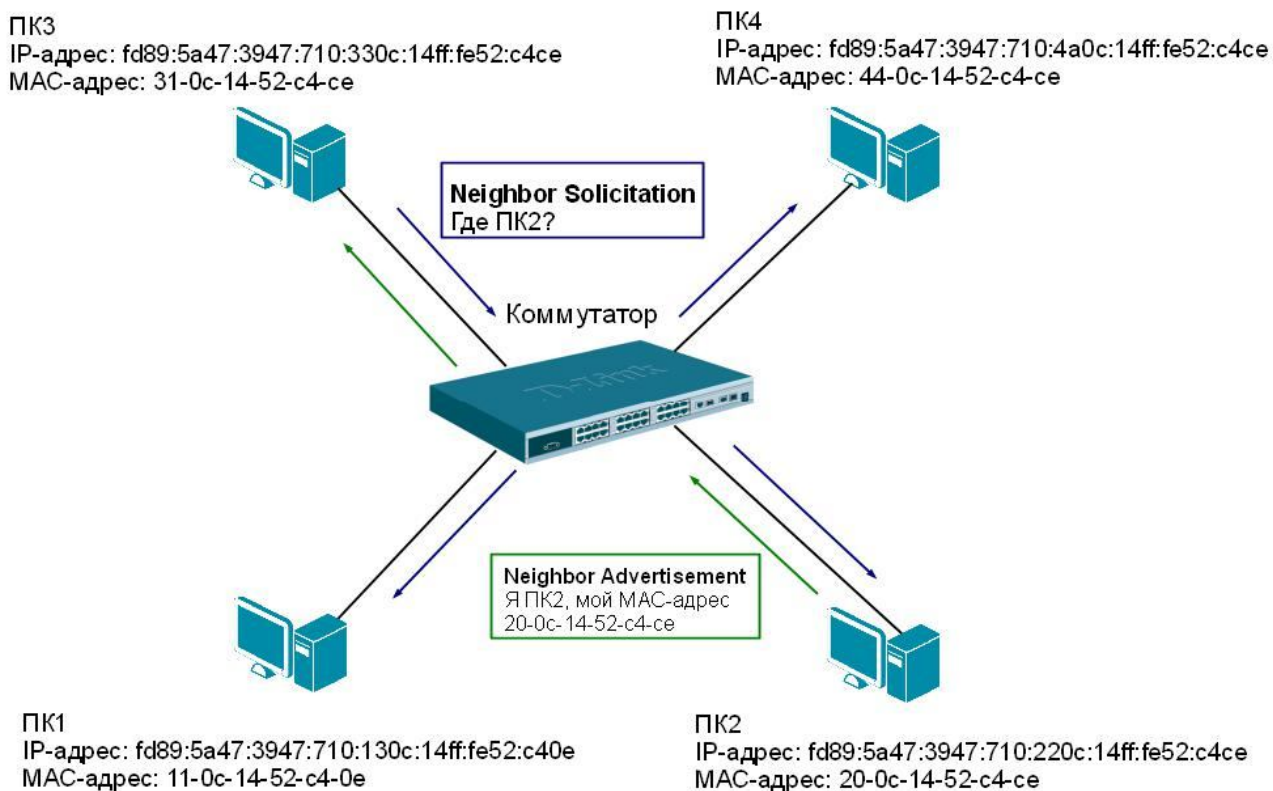 ПК3
IP-адрес: fd89:5a47:3947:710:330c:14ff:fe52:c4ce
MAC-адрес: 31-0c-14-52-c4-ce
ПК4
IP-адрес: fd89:5a47:3947:710:4a0c:14ff:fe52:c4ce
MAC-адрес: 44-0c-14-52-c4-ce
Neighbor Solicitation
Где ПК2?
Коммутатор
D-Link
Neighbor Advertisement
Я ПК2, мой MAC-адрес
20-0c-14-52-c4-ce
ПК1
IP-адрес: fd89:5a47:3947:710:130c:14ff:fe52:c40e
MAC-адрес: 11-0c-14-52-c4-0e
ПК2
IP-адрес: fd89:5a47:3947:710:220c:14ff:fe52:c4ce
MAC-адрес: 20-0c-14-52-c4-ce